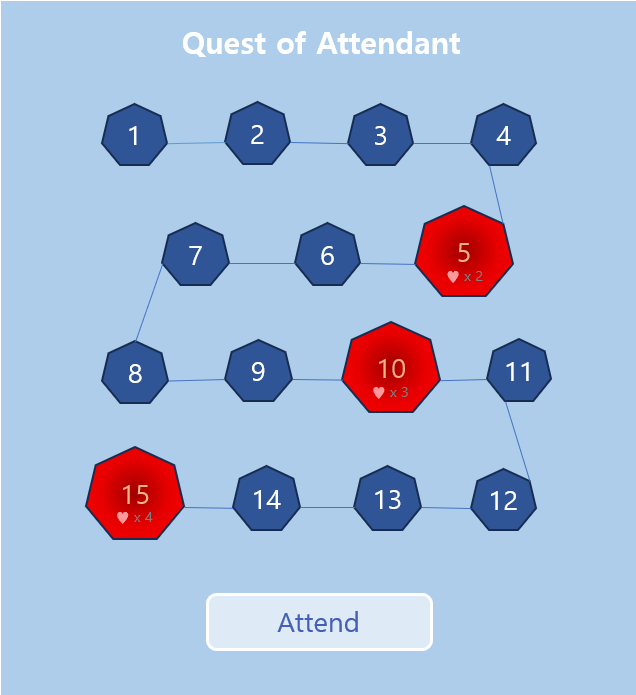 Quest of Attendant
1 2 3 4
7 6 5
♥ x 2
8 9 10 11
♥ x 3
15 14 13 12
♥ x 4
Attend